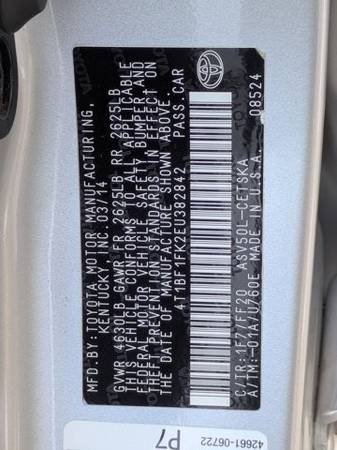 MFD.BY:TOYOTA MOTOR MANUFACTURING,
KENTUCKY, INC. 03/14
GVWR 4630LB GAWR FR 2625LB RR 2625LB
THIS VEHICLE CONFORMS TO ALL APPLICABLE
FEDERAL MOTOR VEHICLE SAFETY, BUMPER AND
THEFT PREVENTION STANDARDS IN EFFECT ON
THE DATE OF MANUFACTURE SHOWN ABOVE.
4T1BF1FK2EU382842 PASS.CAR
C/TR:1F7/FF20 ASV50L-CETSKA
A/TM:-01A/U760E MADE IN U.S.A.
08524
TOYOTA
42661-06722
P7